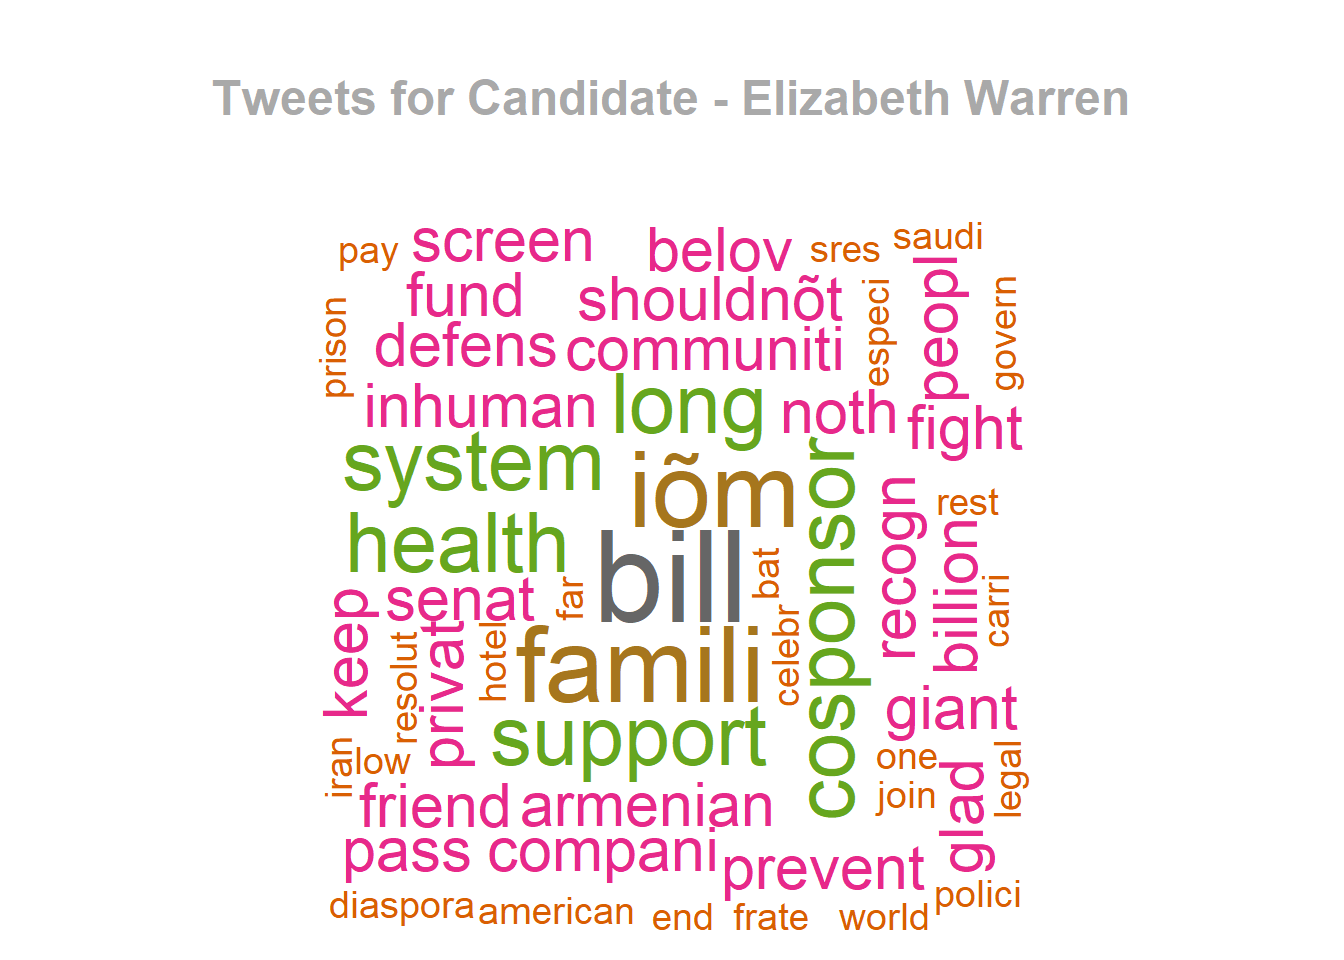 Tweets for Candidate - Elizabeth Warren
pay
screen
belov
sres
saudi
fund
shouldnõt
peopl
prison
defens
communiti
especi
govern
inhuman
long
noth
fight
system
iõm
cosponsor
recogn
rest
health
bill
bat
billion
carri
keep
senat
far
resolut
privat
hotel
famili
celebr
giant
support
iran
low
one
glad
legal
join
friend
armenian
pass
compani
prevent
polici
diaspora
american
end
frate
world